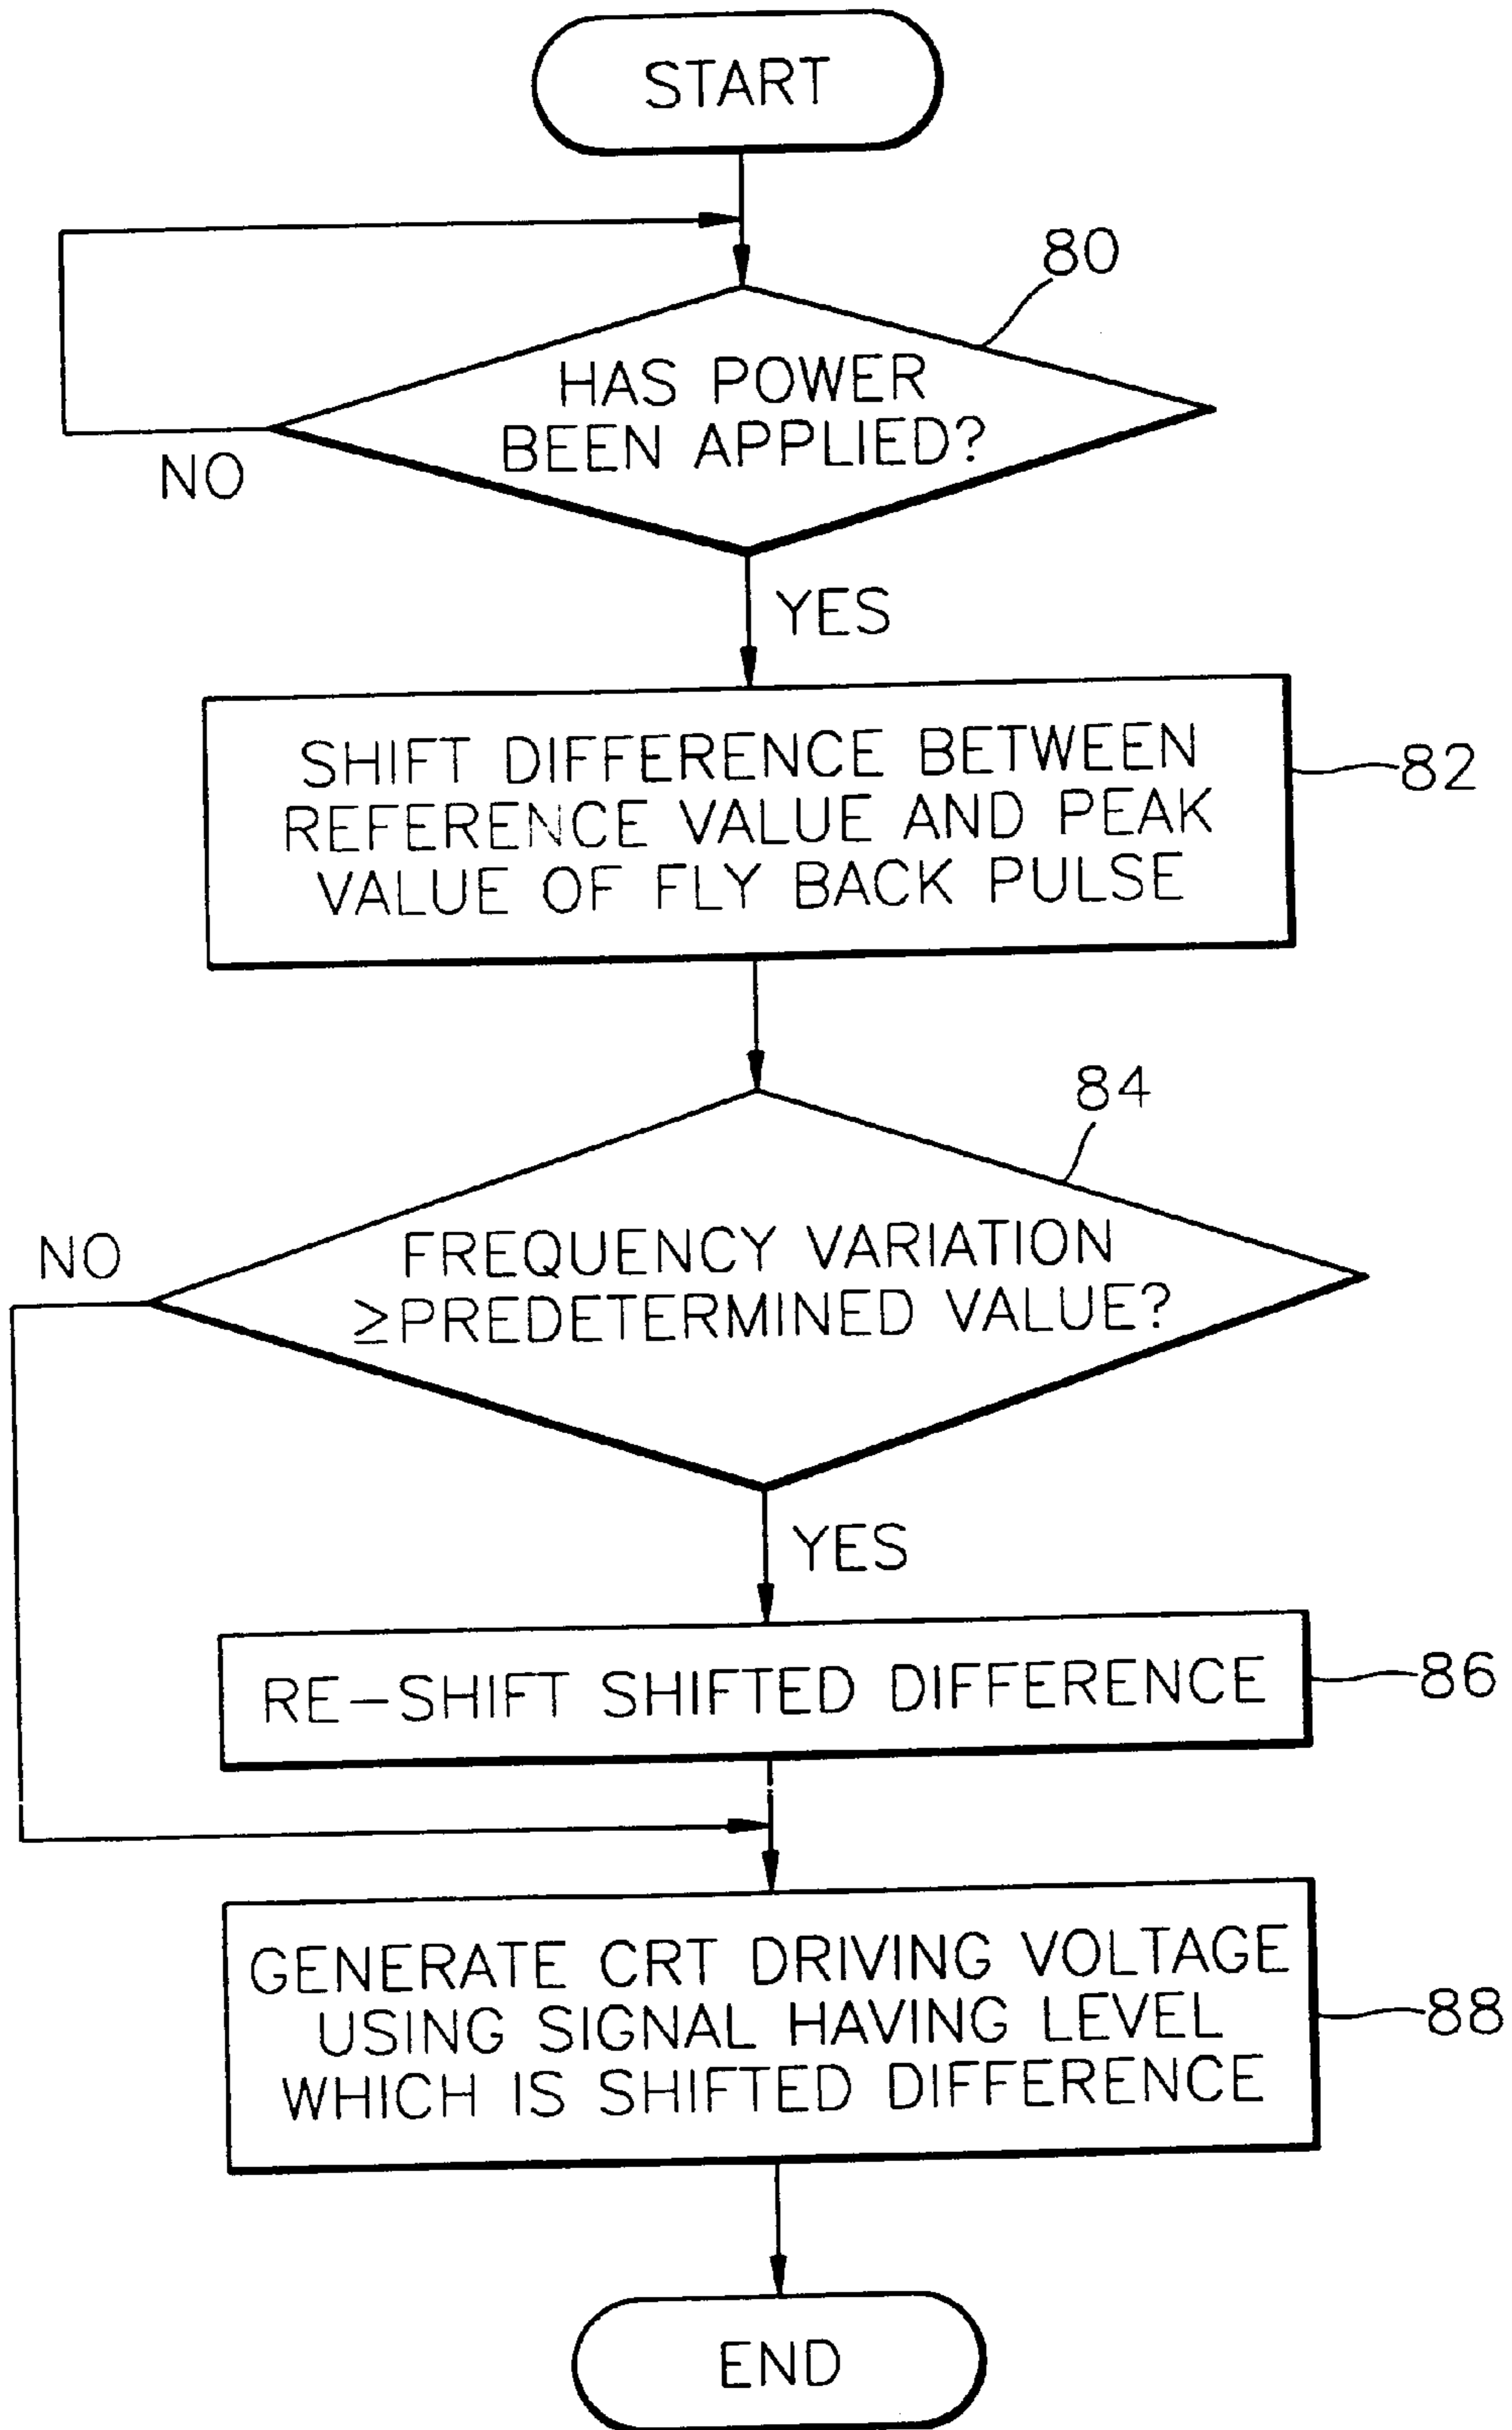 START
80
HAS POWER
BEEN APPLIED?
NO
YES
SHIFT DIFFERENCE BETWEEN
REFERENCE VALUE AND PEAK
VALUE OF FLY BACK PULSE
82
84
NO
FREQUENCY VARIATION
≥PREDETERMINED VALUE?
YES
RE-SHIFT SHIFTED DIFFERENCE
86
GENERATE CRT DRIVING VOLTAGE
USING SIGNAL HAVING LEVEL
WHICH IS SHIFTED DIFFERENCE
88
END